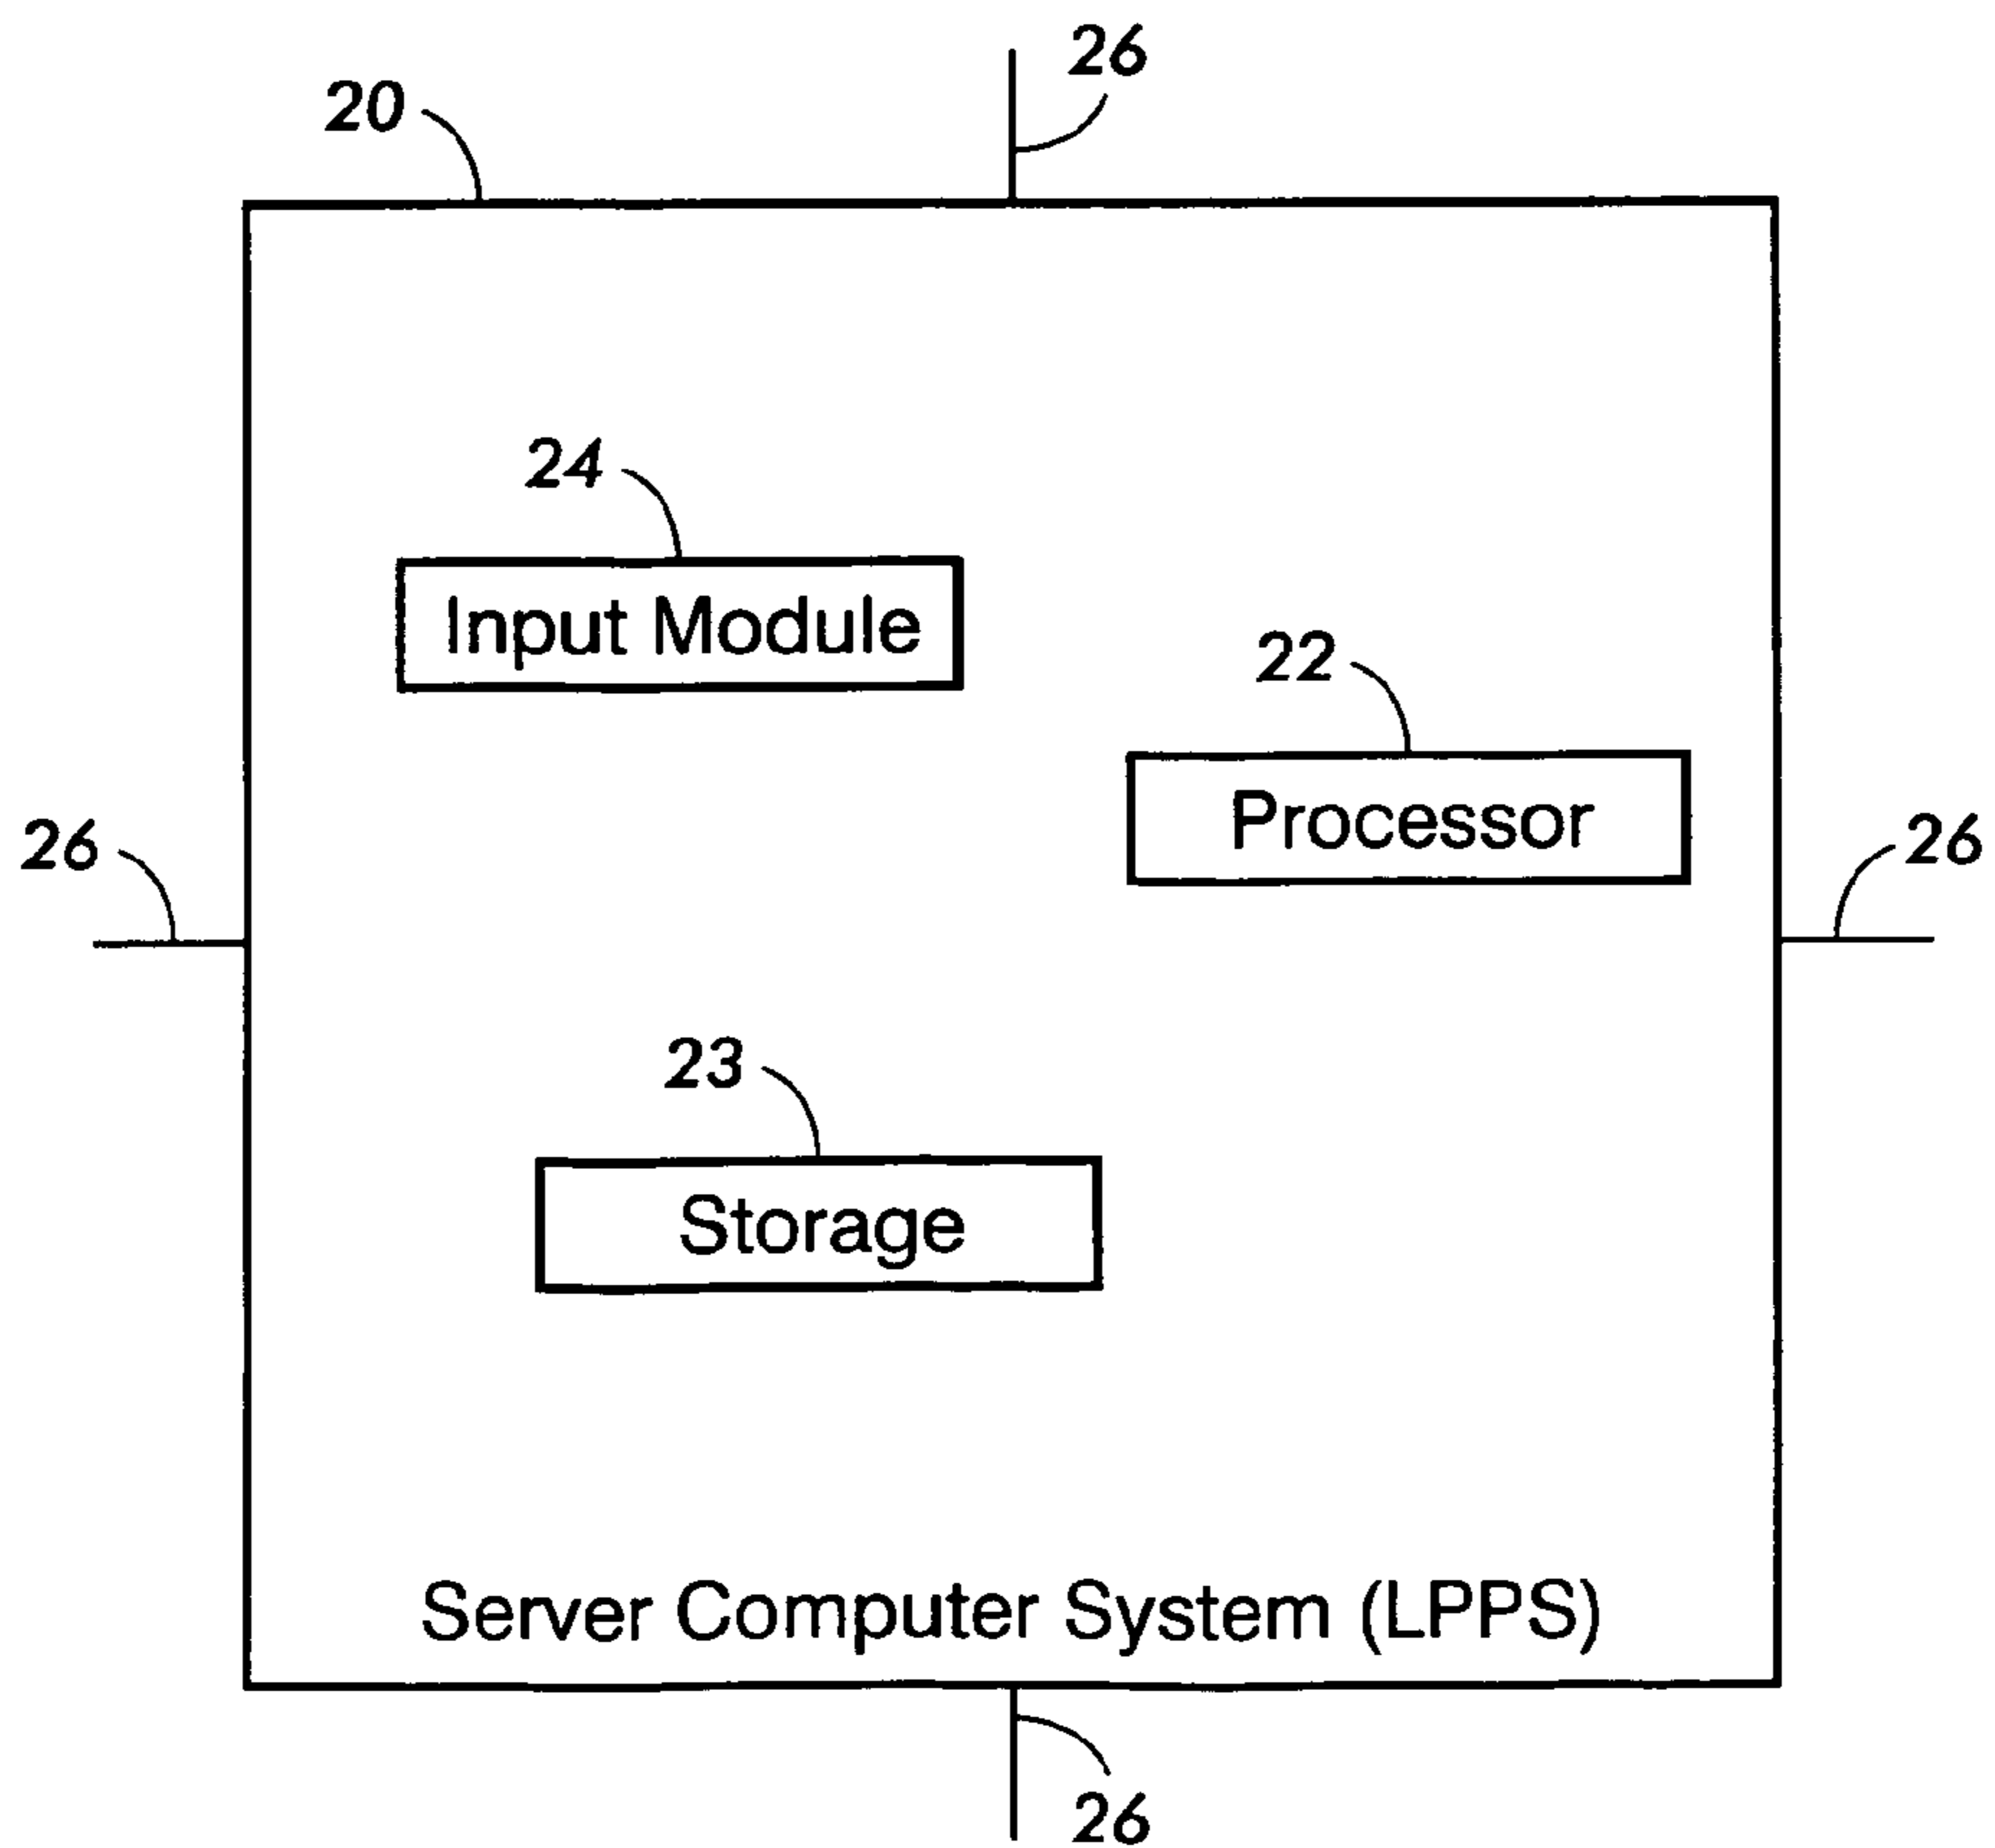 26
20
24
Input Module
22
Processor
26
26
23
Storage
Server Computer System (LPPS)
26